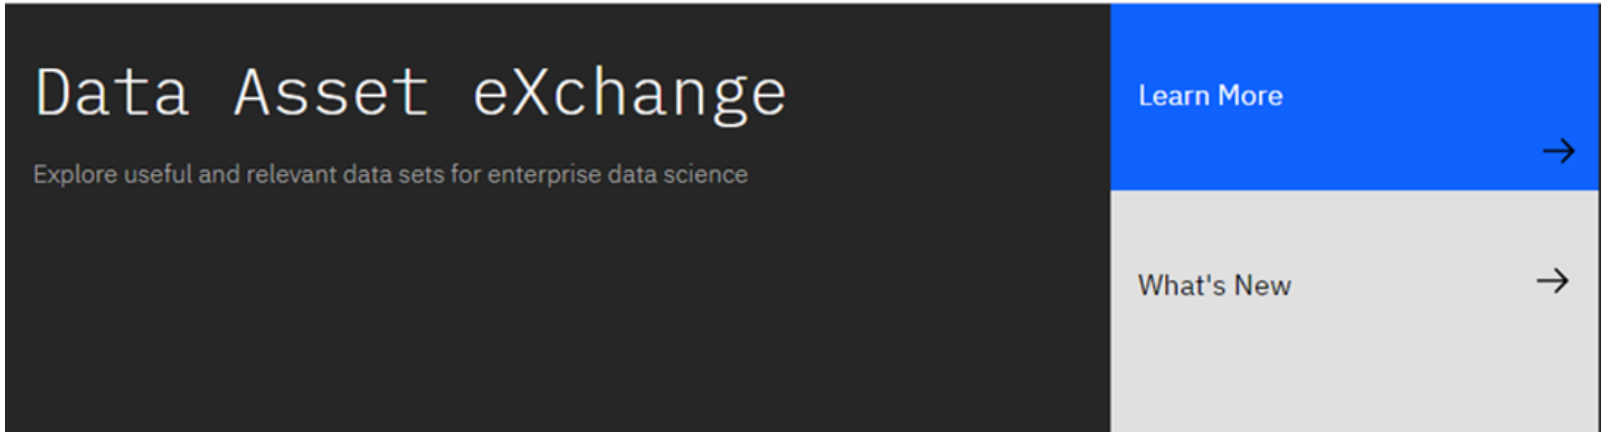 Data Asset eXchange
Explore useful and relevant data sets for enterprise data science
Learn More
What's New